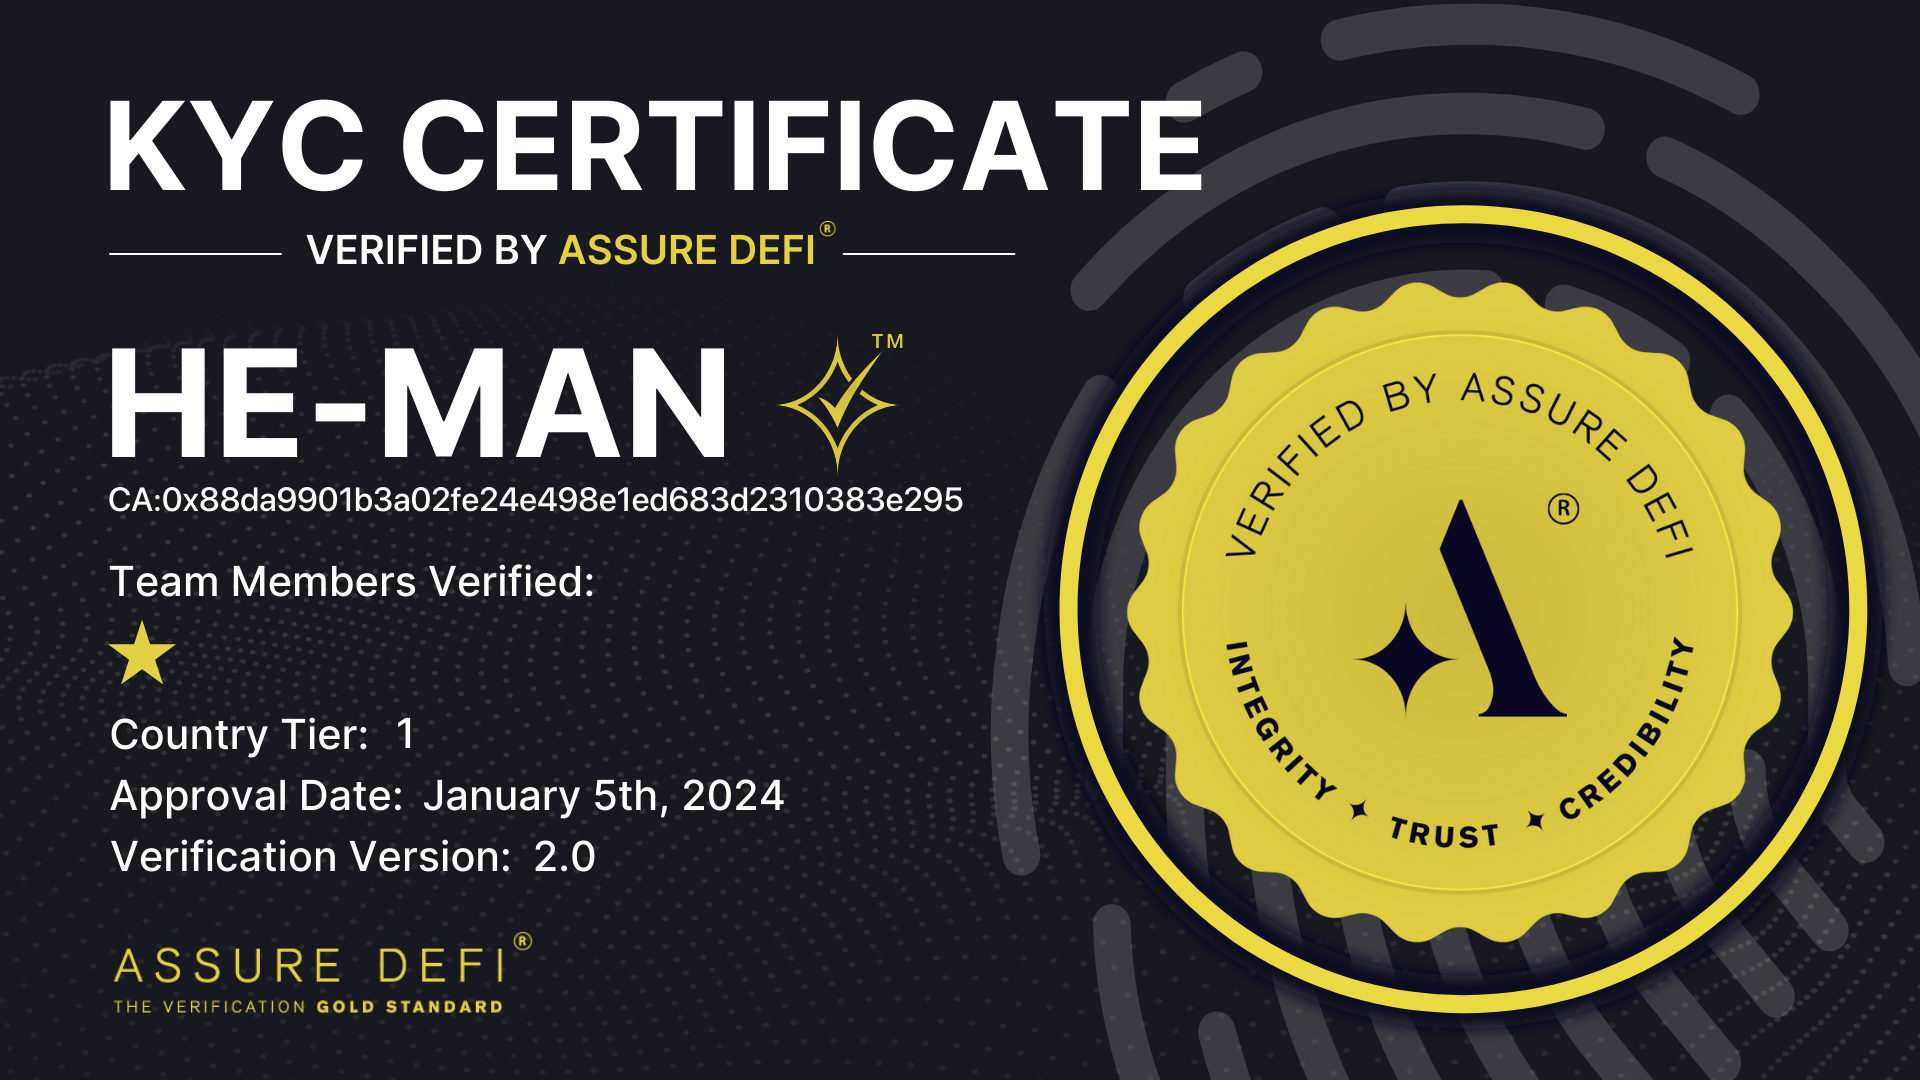 KYC CERTIFICATE
VERIFIED BY ASSURE DEFI®
HE-MAN ™
CA:0x88da9901b3a02fe24e498e1ed683d2310383e295
Team Members Verified:
Country Tier: 1
Approval Date: January 5th, 2024
Verification Version: 2.0
ASSURE DEFI®
THE VERIFICATION GOLD STANDARD
VERIFIED BY ASSURE DEFI
®
INTEGRITY ✦ TRUST ✦ CREDIBILITY